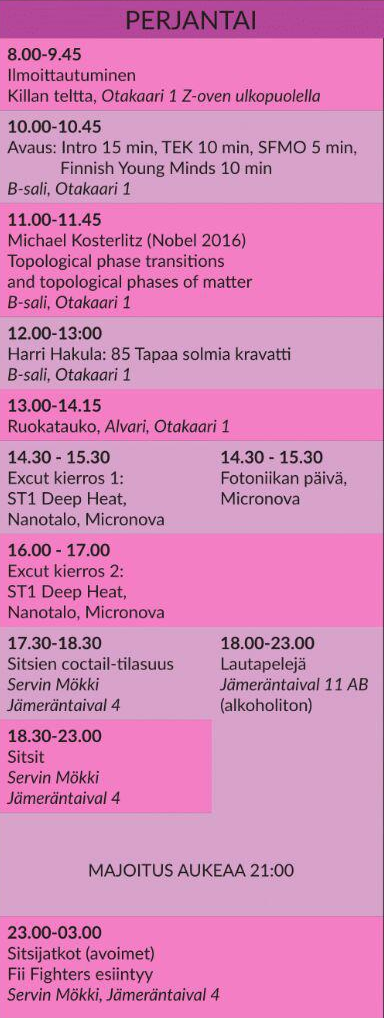 PERJANTAI
8.00-9.45
Ilmoittautuminen
Killan teltta, Otakaari 1 Z-oven ulkopuolella
10.00-10.45
Avaus: Intro 15 min, TEK 10 min, SFMO 5 min,
Finnish Young Minds 10 min
B-sali, Otakaari 1
11.00-11.45
Michael Kosterlitz (Nobel 2016)
Topological phase transitions
and topological phases of matter
B-sali, Otakaari 1
12.00-13:00
Harri Hakula: 85 Tapaa solmia kravatti
B-sali, Otakaari 1
13.00-14.15
Ruokatauko, Alvari, Otakaari 1
14.30 - 15.30
Excut kierros 1:
ST1 Deep Heat,
Nanotalo, Micronova
14.30 - 15.30
Fotoniikan päivä,
Micronova
16.00 - 17.00
Excut kierros 2:
ST1 Deep Heat,
Nanotalo, Micronova
17.30-18.30
Sitsien coctail-tilasuus
Servin Mökki
Jämeräntaival 4
18.00-23.00
Lautapelejä
Jämeräntaival 11 AB
(alkoholiton)
18.30-23.00
Sitsit
Servin Mökki
Jämeräntaival 4
MAJOITUS AUKEAA 21:00
23.00-03.00
Sitsijatkot (avoimet)
Fii Fighters esiintyy
Servin Mökki, Jämeräntaival 4